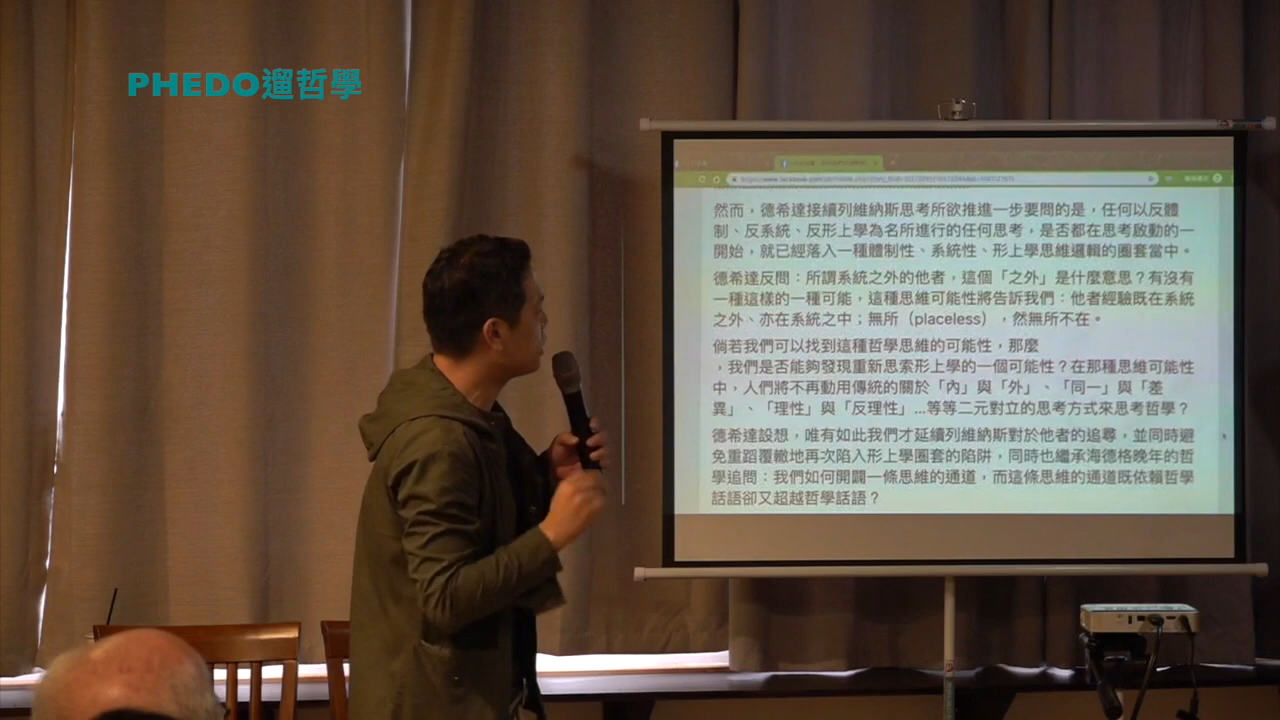 PHEDO遛哲學
然而，德希達接續列維納斯思考所欲推進一步要問的是，任何以反體
制、反系統、反形上學為名所進行的任何思考，是否都在思考啟動的一
開始，就已經落入一種體制性、系統性、形上學思維邏輯的圈套當中。
德希達反問：所謂系統之外的他者，這個「之外」是什麼意思？有沒有
一種這樣的一種可能，這種思維可能性將告訴我們：他者經驗既在系統
之外、亦在系統之中；無所（placeless），然無所不在。
倘若我們可以找到這種哲學思維的可能性，那麼
，我們是否能夠發現重新思索形上學的一個可能性？在那種思維可能性
中，人們將不再動用傳統的關於「內」與「外」、「同一」與「差
異」、「理性」與「反理性」...等等二元對立的思考方式來思考哲學？
德希達設想，唯有如此我們才延續列維納斯對於他者的追尋，並同時避
免重蹈覆轍地再次陷入形上學圈套的陷阱，同時也繼承海德格晚年的哲
學追問：我們如何開闢一條思維的通道，而這條思維的通道既依賴哲學
話語卻又超越哲學話語？